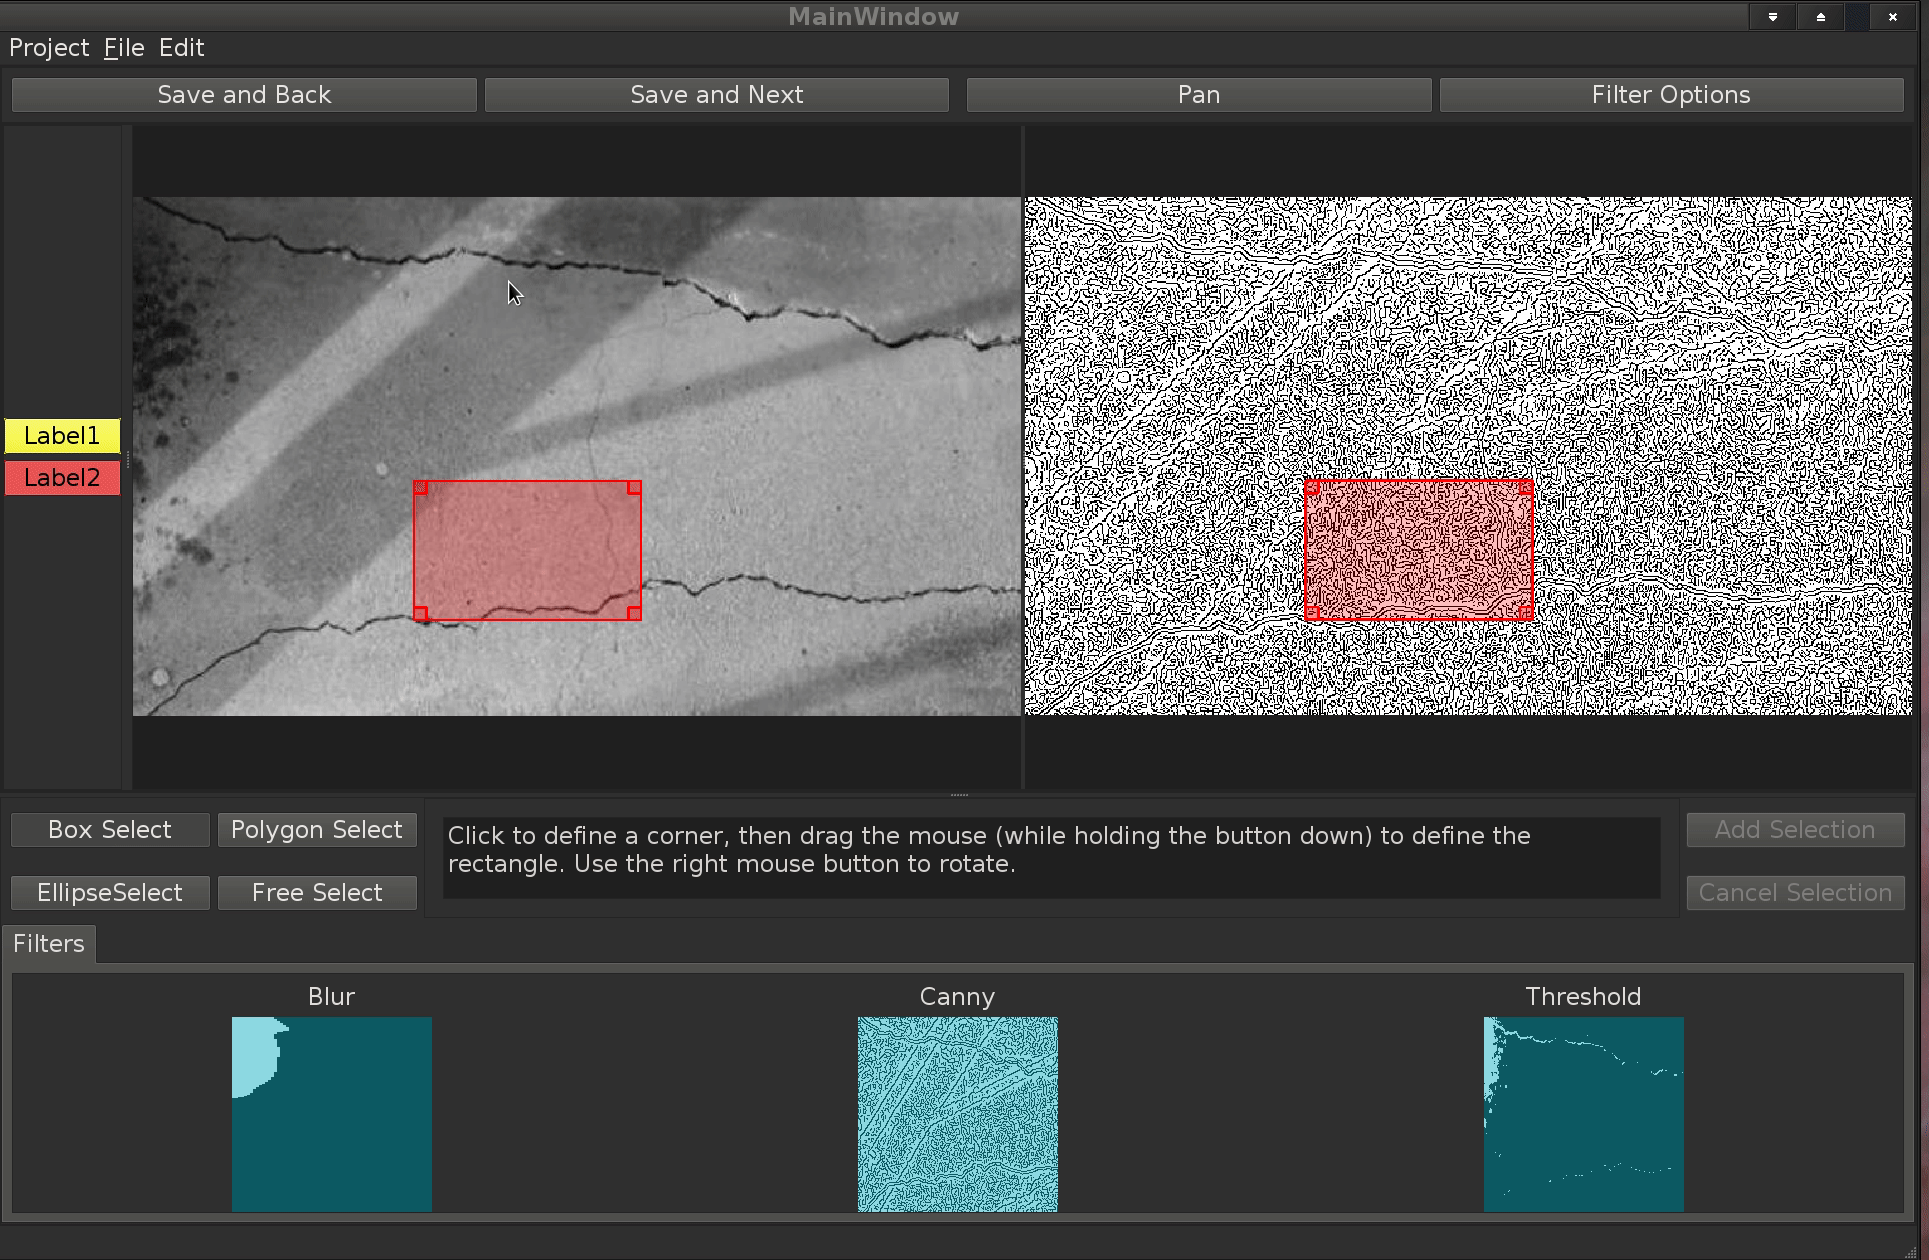 MainWindow
Project File Edit
Save and Back Save and Next Pan Filter Options
Label1
Label2
Box Select Polygon Select
EllipseSelect Free Select
Click to define a corner, then drag the mouse (while holding the button down) to define the
rectangle. Use the right mouse button to rotate.
Add Selection
Cancel Selection
Filters
Blur Canny Threshold